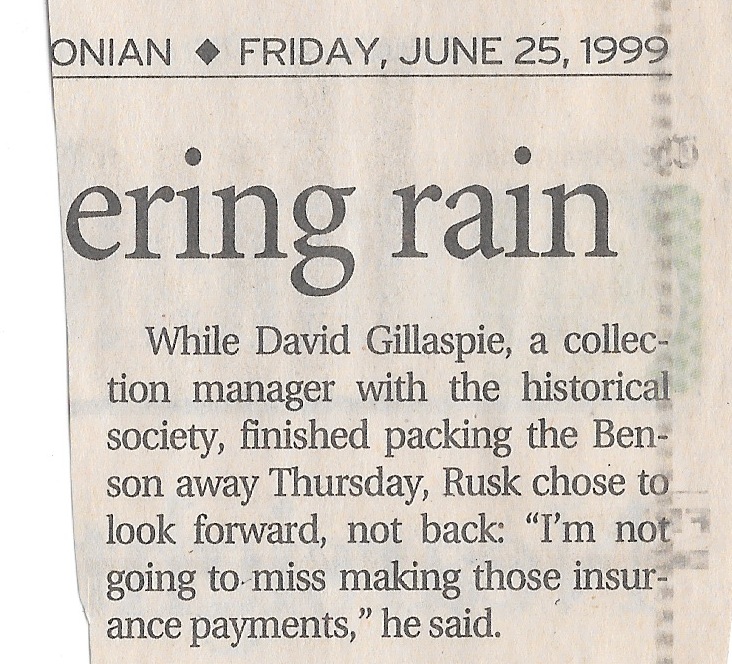 ONIAN ◆ FRIDAY, JUNE 25, 1999
ering rain
While David Gillaspie, a collec-
tion manager with the historical
society, finished packing the Ben-
son away Thursday, Rusk chose to
look forward, not back: “I’m not
going to miss making those insur-
ance payments,” he said.